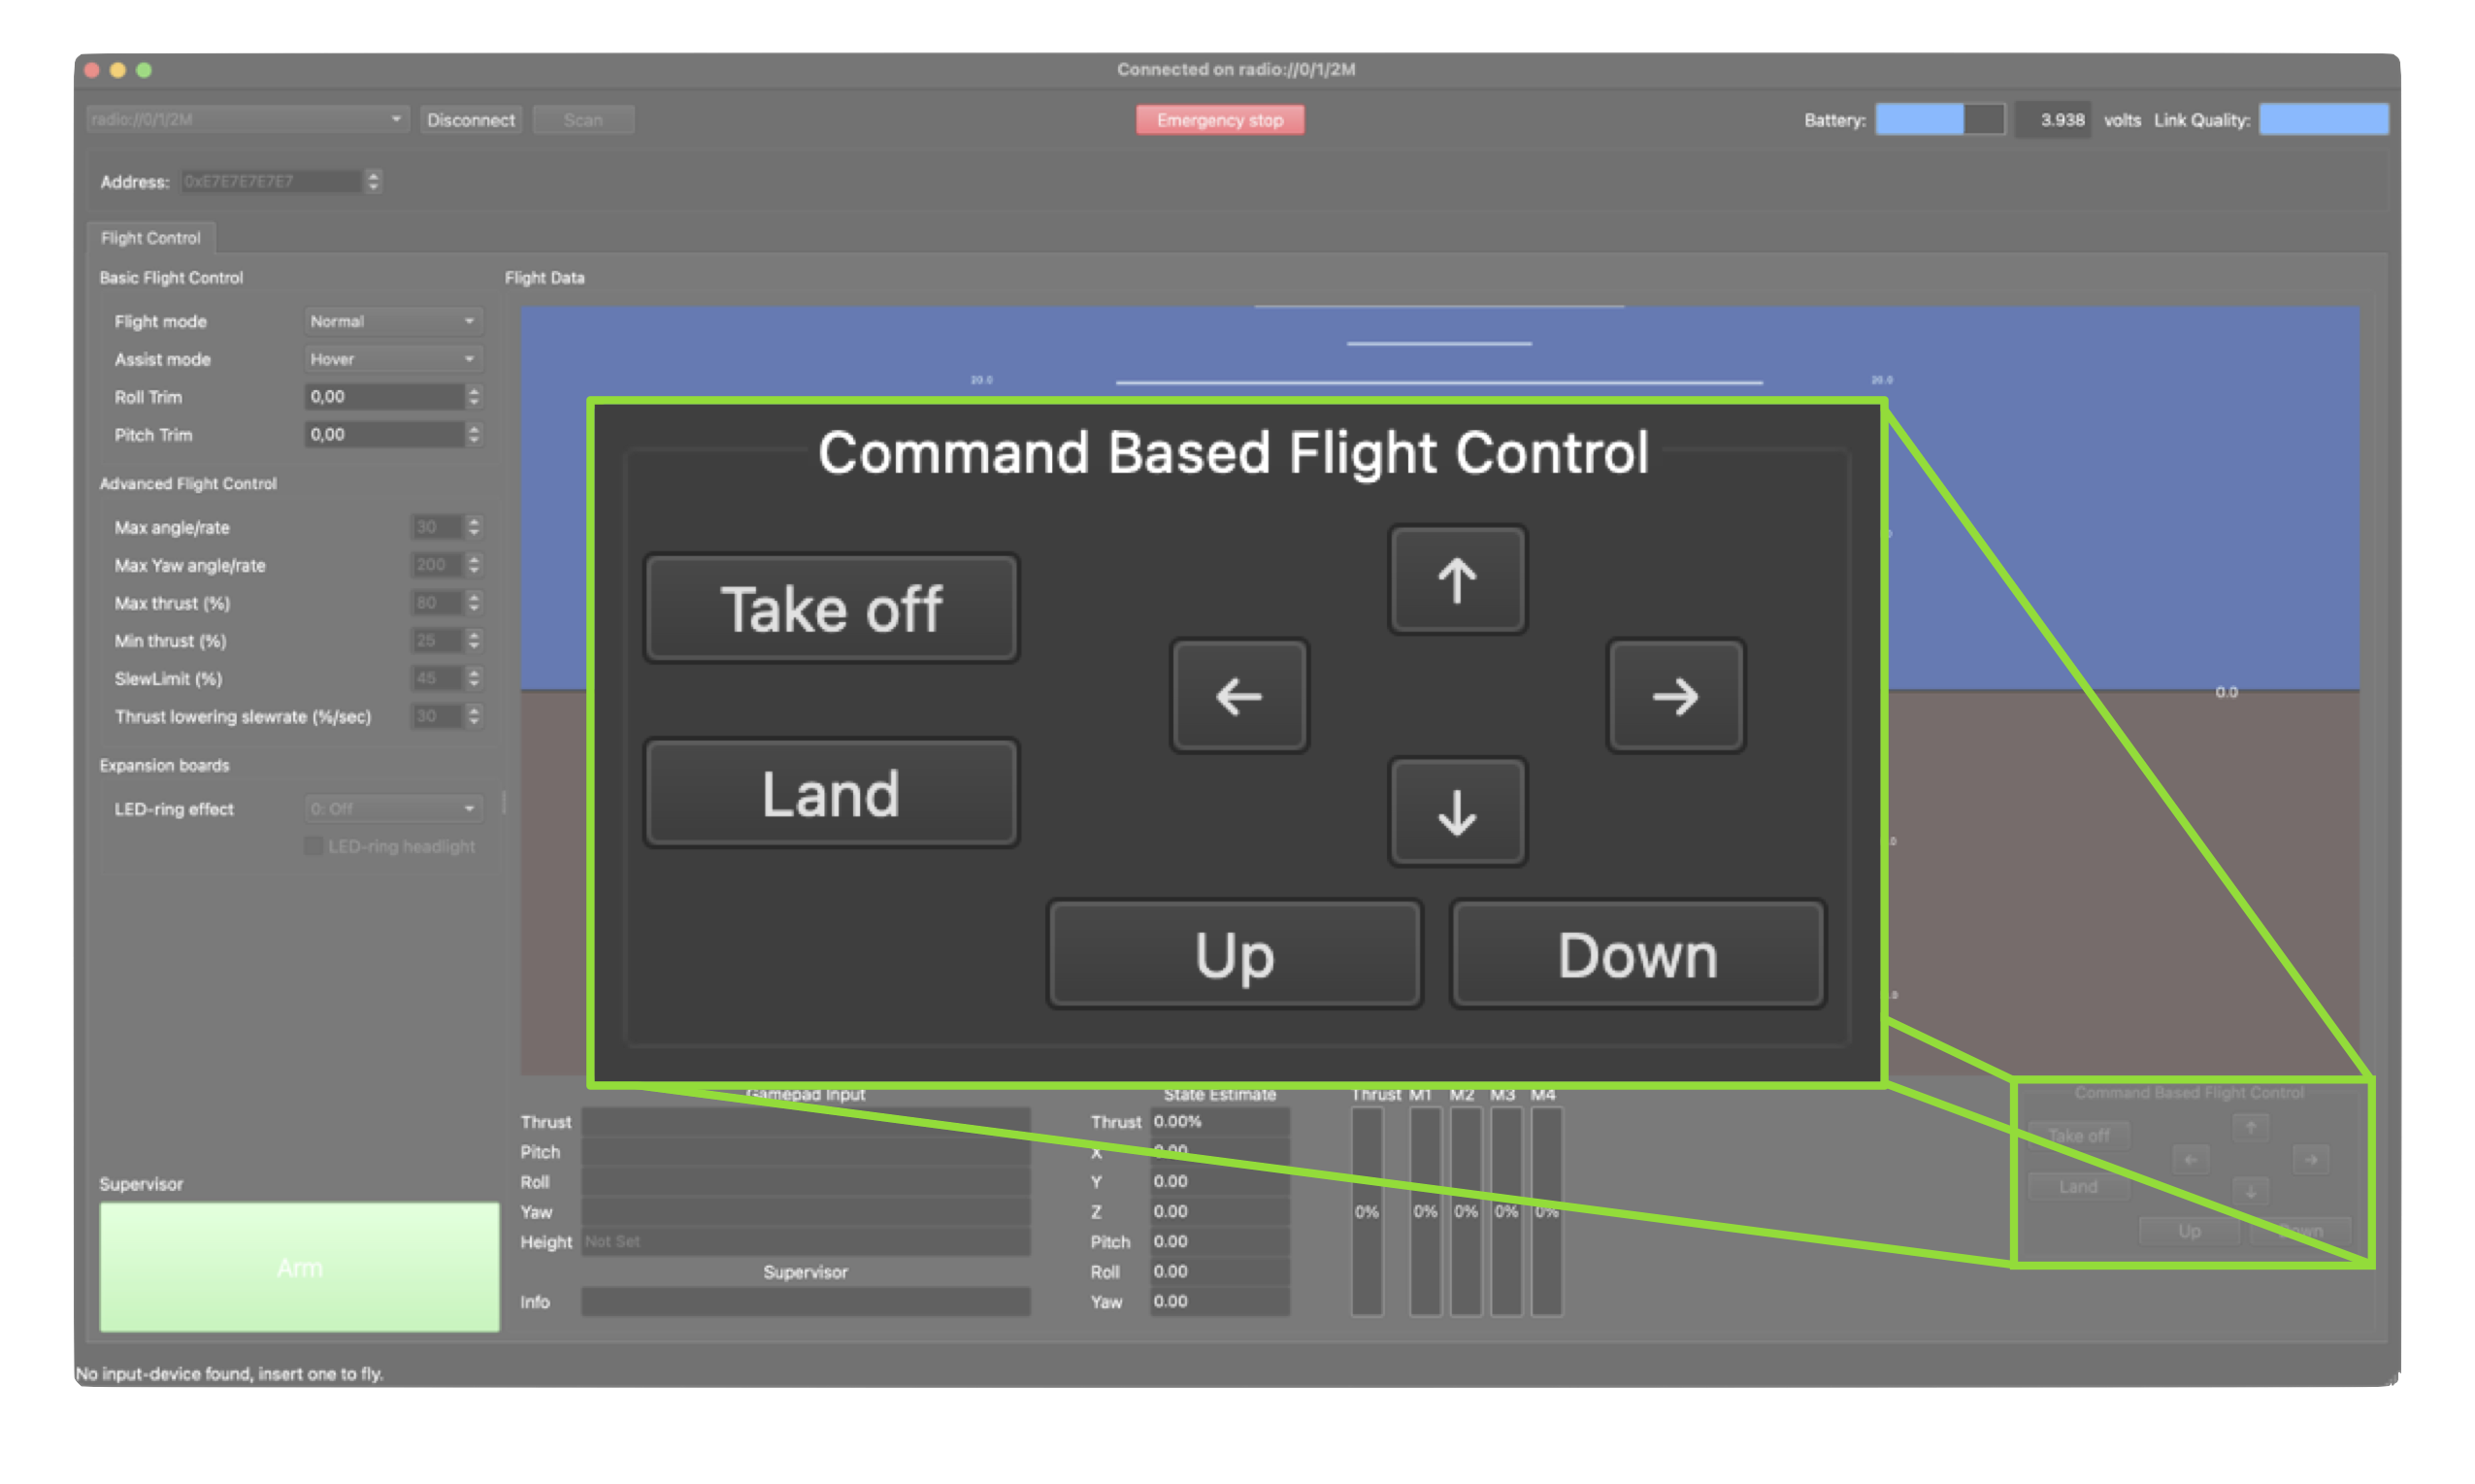 Connected on radio://0/1/2M
radio://0/1/2M Disconnect Scan Emergency stop Battery: 3.938 volts Link Quality:
Address: 0xE7E7E7E7E7
Flight Control
Basic Flight Control
Flight mode Normal
Assist mode Hover
Roll Trim 0,00
Pitch Trim 0,00
Advanced Flight Control
Max angle/rate 30
Max Yaw angle/rate 200
Max thrust (%) 80
Min thrust (%) 25
SlewLimit (%) 45
Thrust lowering slewrate (%/sec) 30
Expansion boards
LED-ring effect 0: Off
LED-ring headlight
Supervisor
Arm
Flight Data
20.0 20.0
0.0
Command Based Flight Control
Take off
↑
← →
Land
↓
Up Down
Gamepad Input
Thrust
Pitch
Roll
Yaw
Height Not Set
Supervisor
Info
State Estimate
Thrust 0.00%
X 0.00
Y 0.00
Z 0.00
Pitch 0.00
Roll 0.00
Yaw 0.00
Thrust M1 M2 M3 M4
0% 0% 0% 0% 0%
Command Based Flight Control
Take off
↑
← →
Land
↓
Up Down
No input-device found, insert one to fly.